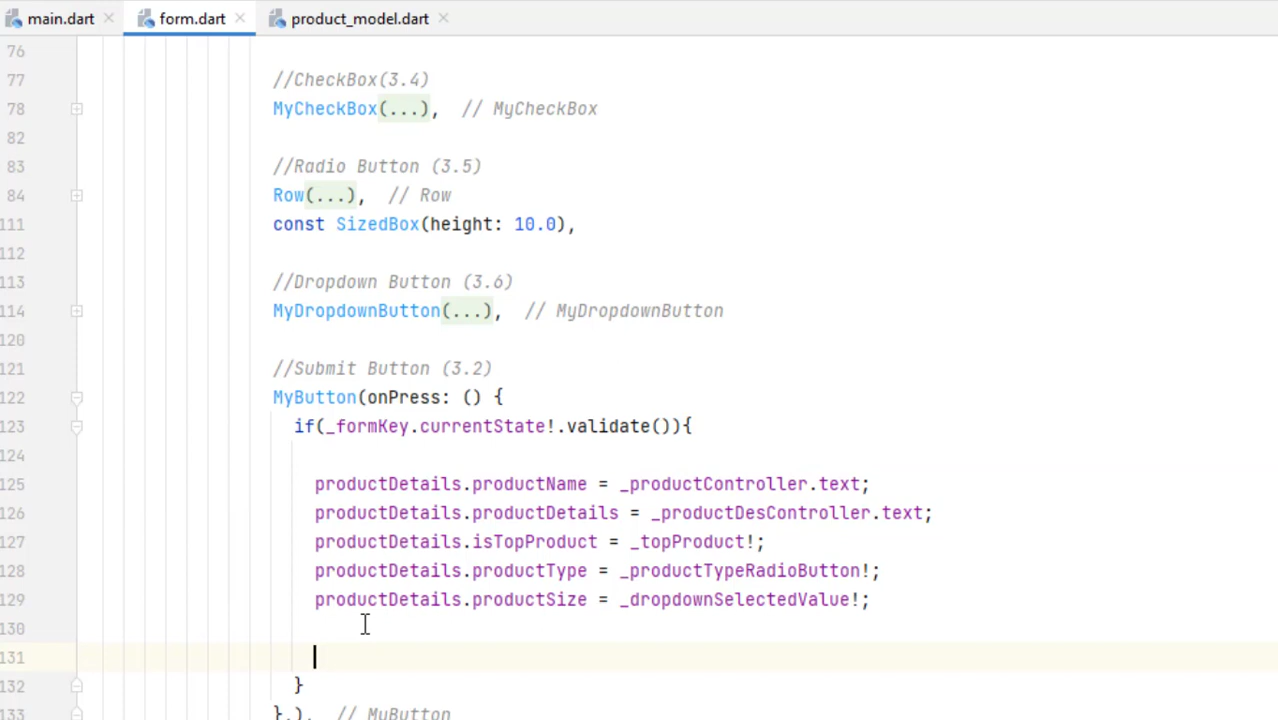 main.dart form.dart product_model.dart
76
77 //CheckBox(3.4)
78 MyCheckBox(...), // MyCheckBox
82
83 //Radio Button (3.5)
84 Row(...), // Row
111 const SizedBox(height: 10.0),
112
113 //Dropdown Button (3.6)
114 MyDropdownButton(...), // MyDropdownButton
120
121 //Submit Button (3.2)
122 MyButton(onPress: () {
123 if(_formKey.currentState!.validate()){
124
125 productDetails.productName = _productController.text;
126 productDetails.productDetails = _productDesController.text;
127 productDetails.isTopProduct = _topProduct!;
128 productDetails.productType = _productTypeRadioButton!;
129 productDetails.productSize = _dropdownSelectedValue!;
130
131
132 }
133 },), // MyButton